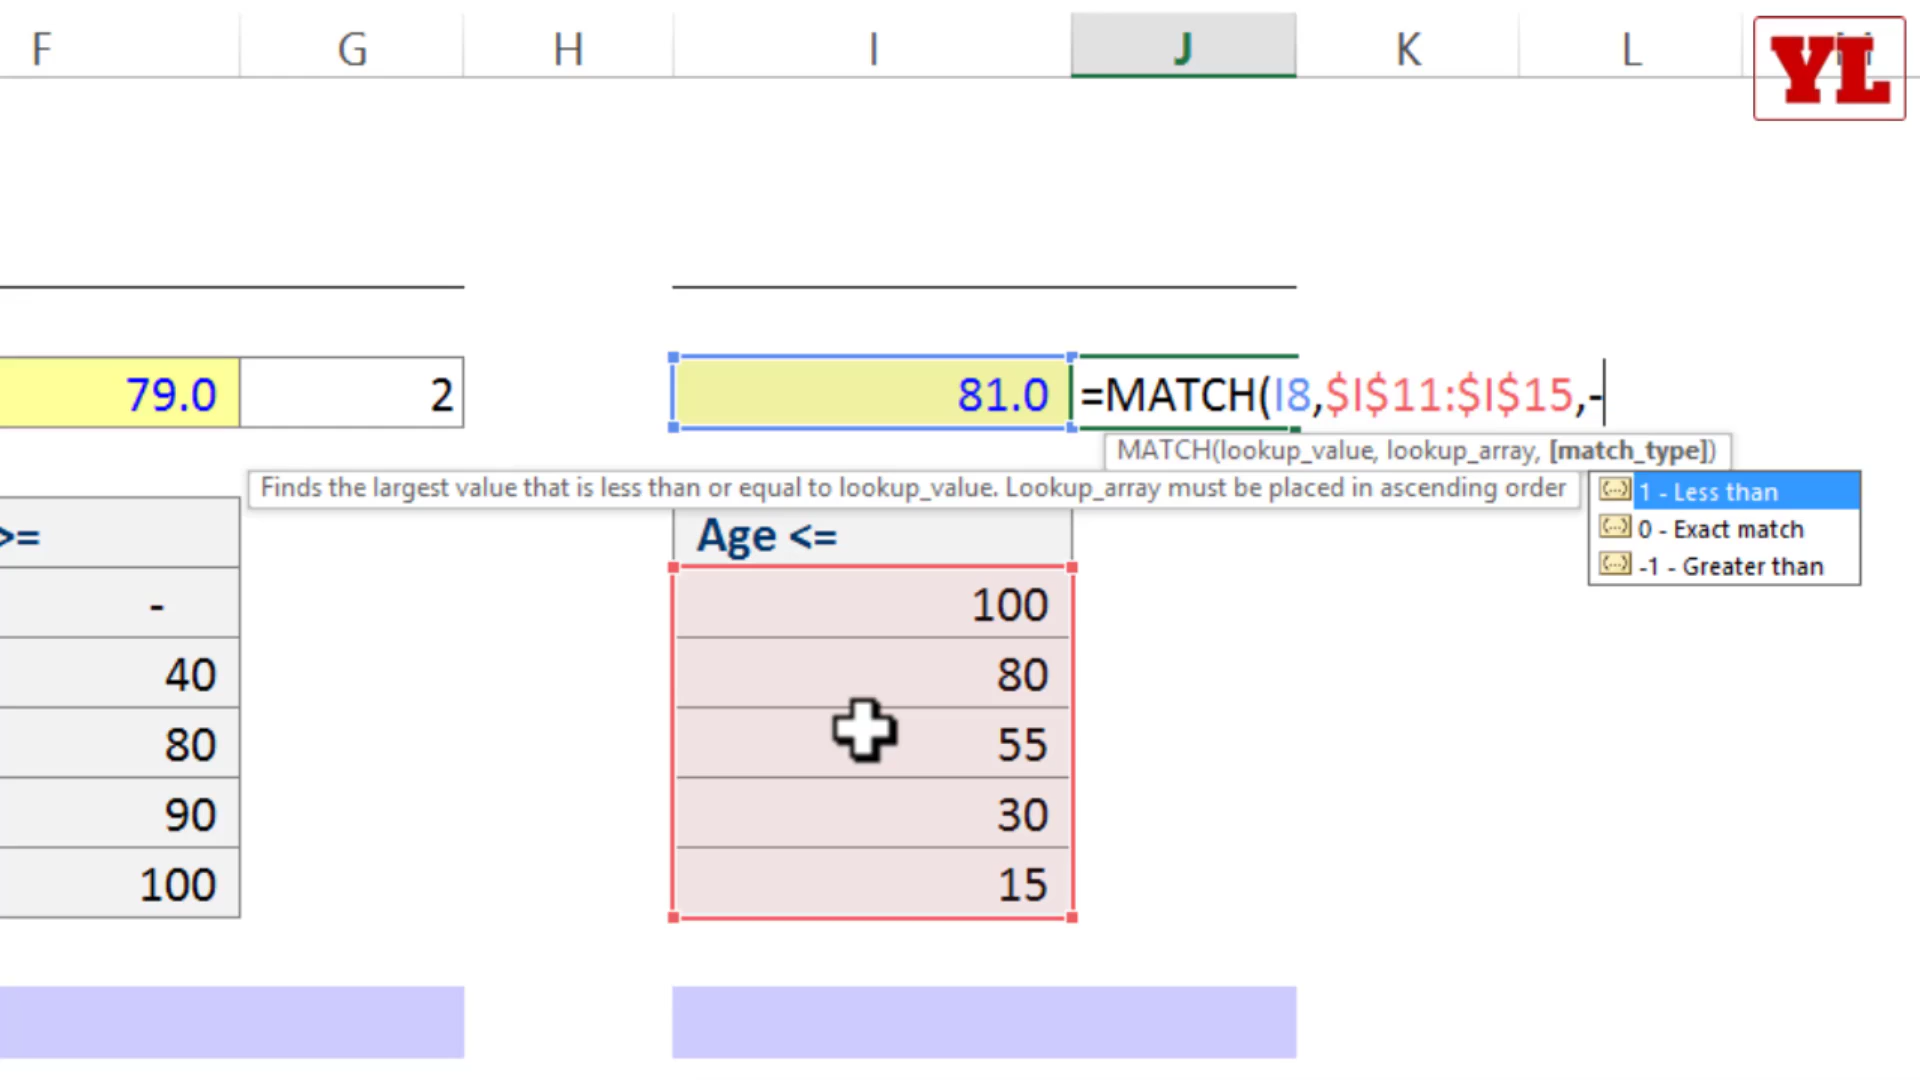 F G H I J K L
YL
79.0 2 81.0 =MATCH(I8,$I$11:$I$15,-
MATCH(lookup_value, lookup_array, [match_type])
Finds the largest value that is less than or equal to lookup_value. Lookup_array must be placed in ascending order
1 - Less than
0 - Exact match
-1 - Greater than
>= Age <=
- 100
40 80
80 55
90 30
100 15